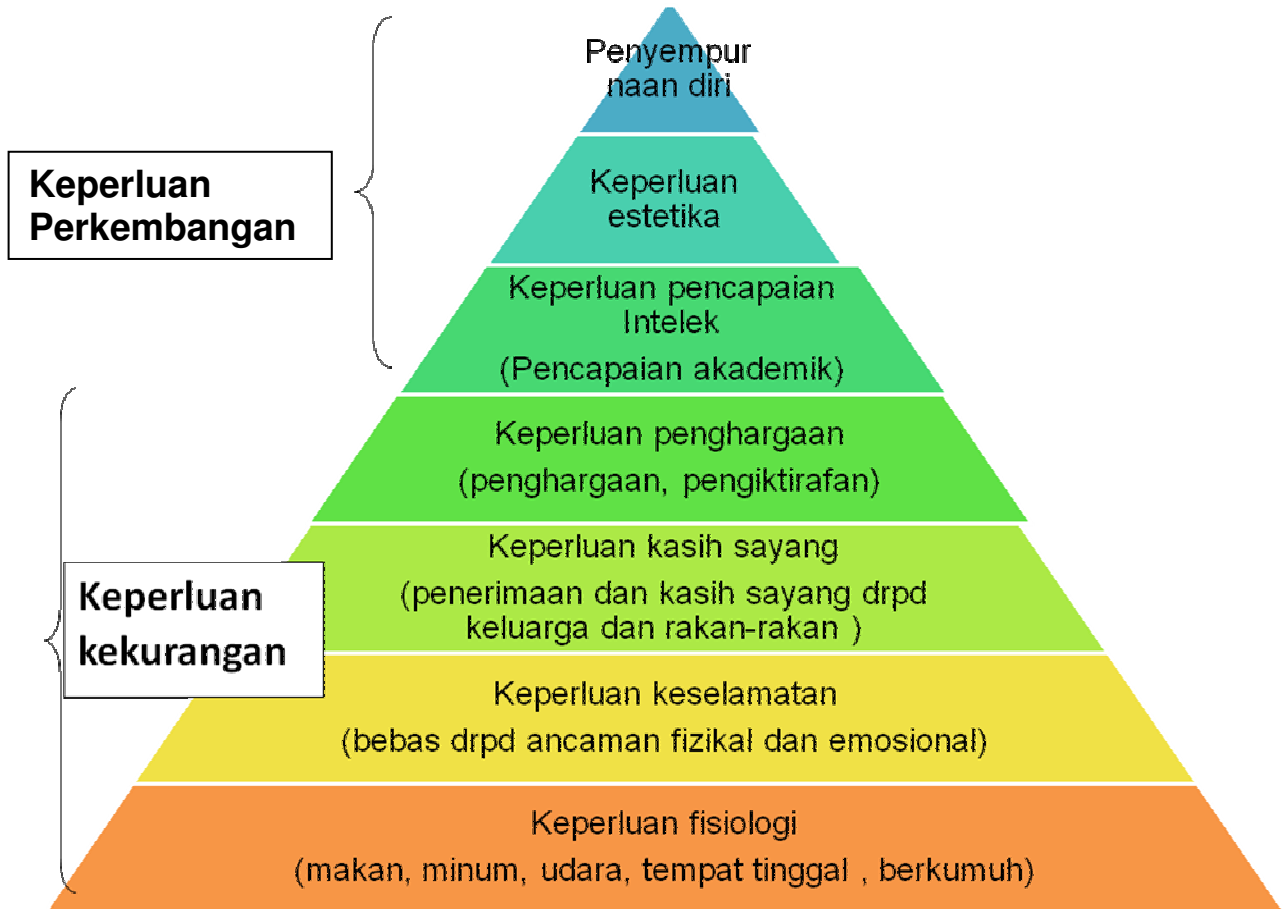 Penyempur
naan diri
Keperluan
Perkembangan
Keperluan
estetika
Keperluan pencapaian
Intelek
(Pencapaian akademik)
Keperluan penghargaan
(penghargaan, pengiktirafan)
Keperluan kasih sayang
(penerimaan dan kasih sayang drpd
keluarga dan rakan-rakan )
Keperluan
kekurangan
Keperluan keselamatan
(bebas drpd ancaman fizikal dan emosional)
Keperluan fisiologi
(makan, minum, udara, tempat tinggal , berkumuh)